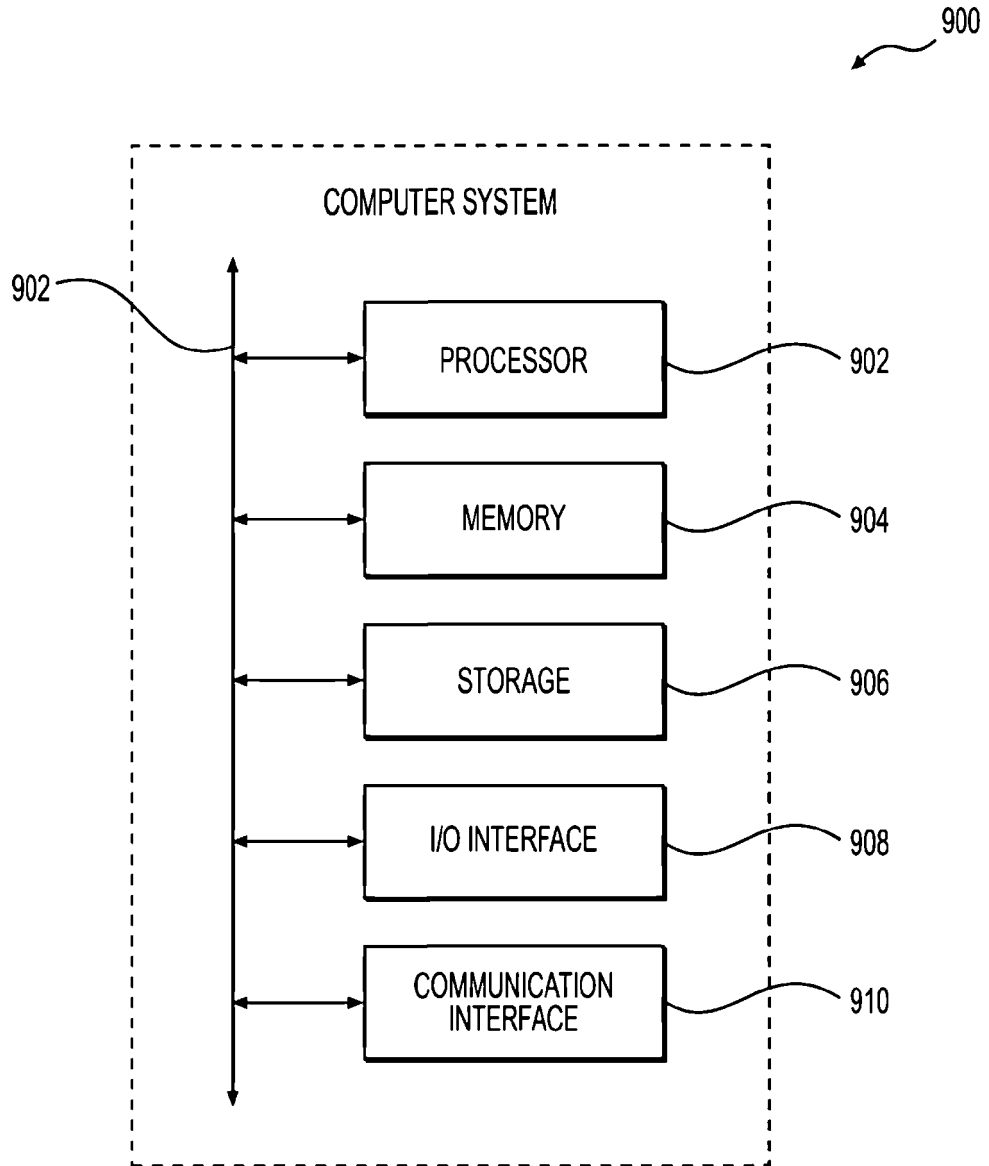 900
COMPUTER SYSTEM
902
PROCESSOR
902
MEMORY
904
STORAGE
906
I/O INTERFACE
908
COMMUNICATION
INTERFACE
910